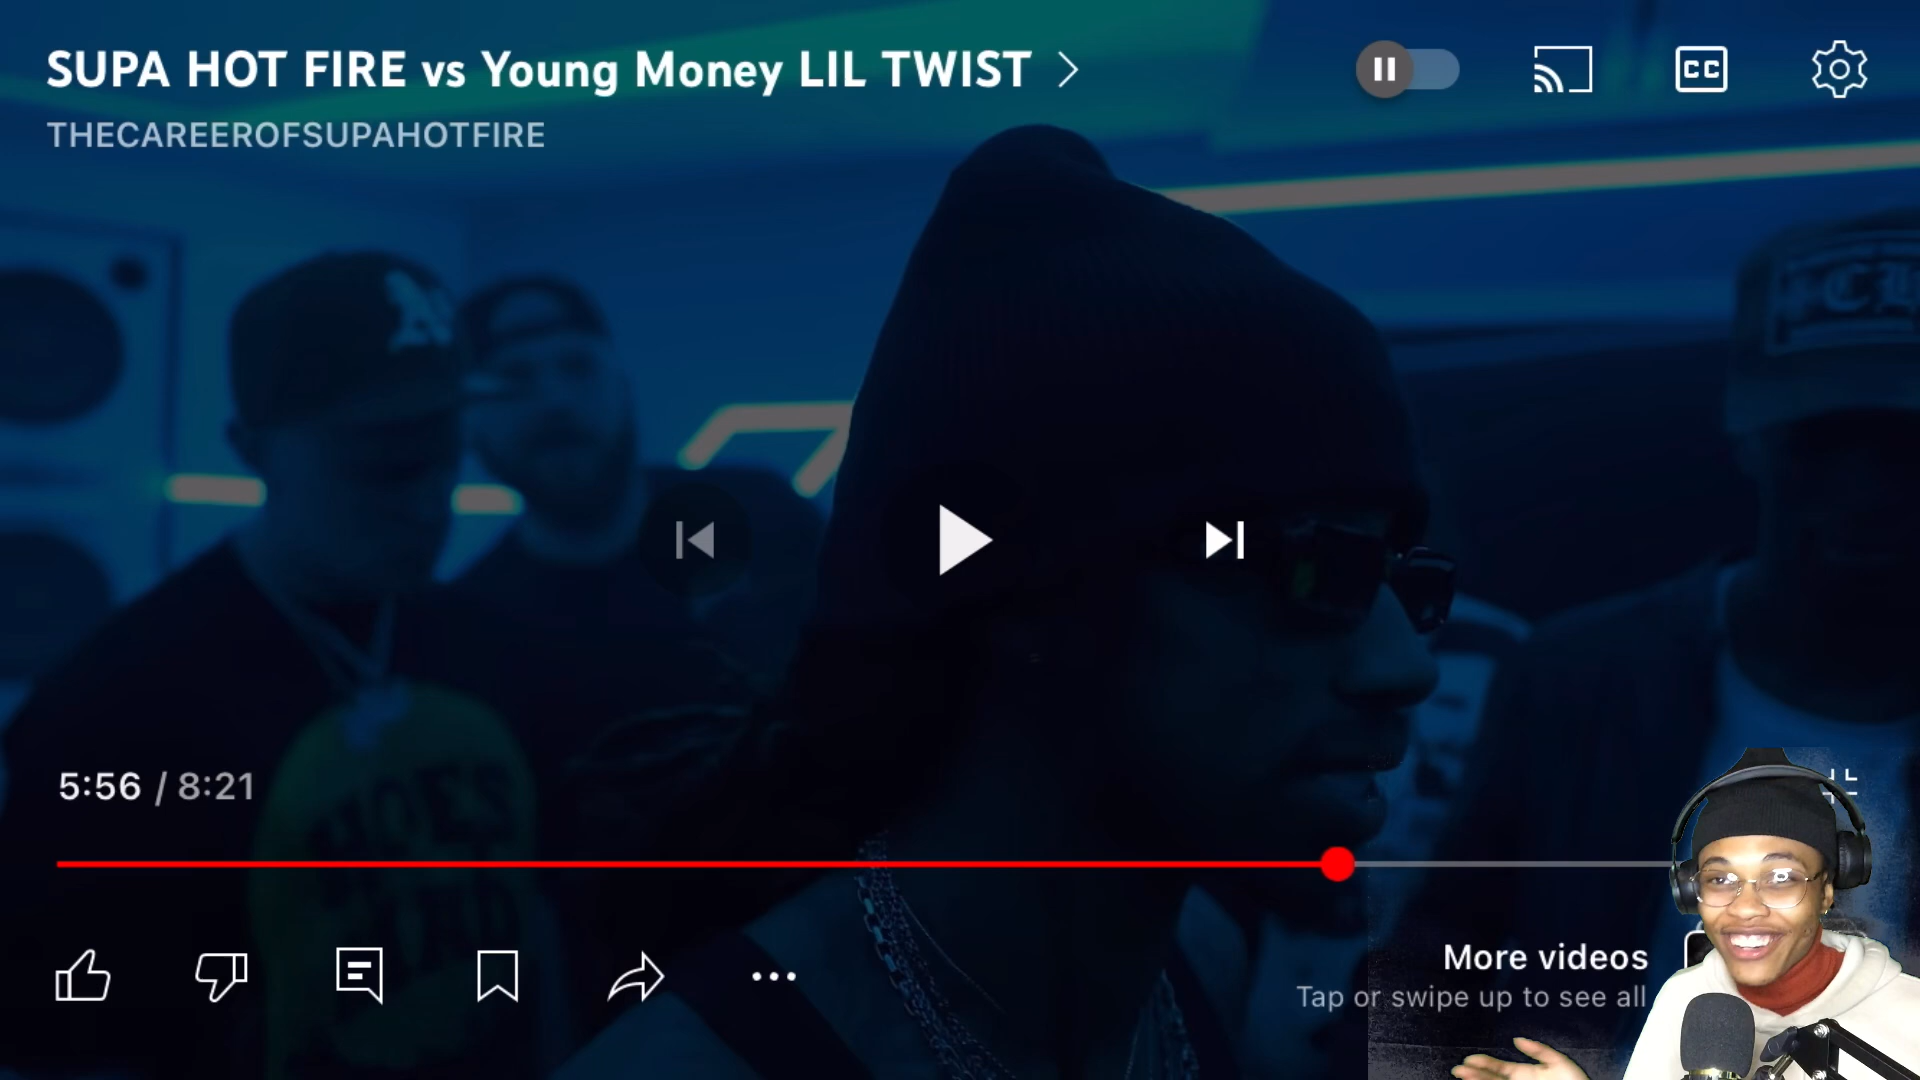 SUPA HOT FIRE vs Young Money LIL TWIST
THECAREEROFSUPAHOTFIRE
CC
A
5:56 / 8:21
More videos
Tap or swipe up to see all